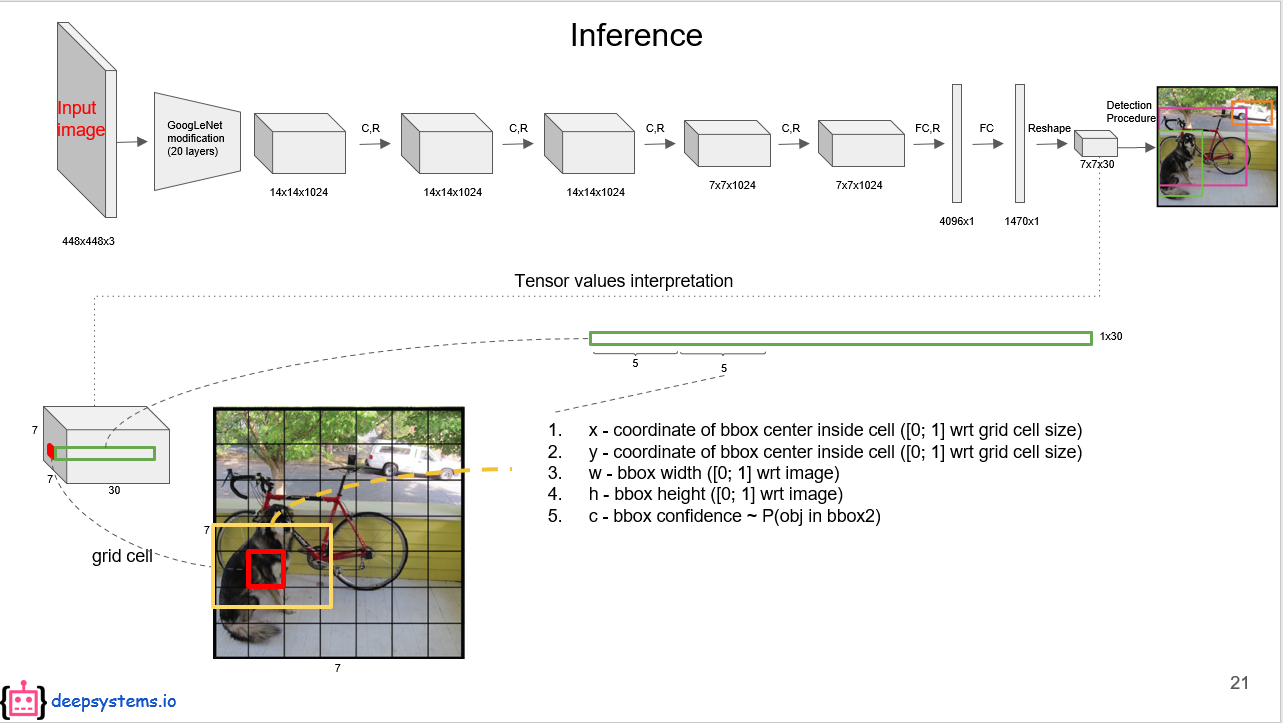 Inference
Input
image
GoogLeNet
modification
(20 layers)
C,R
C,R
C,R
C,R
FC,R
FC
Reshape
Detection
Procedure
448x448x3
14x14x1024
14x14x1024
14x14x1024
7x7x1024
7x7x1024
4096x1
1470x1
7x7x30
Tensor values interpretation
1x30
5
5
7
7
30
grid cell
7
7
1. x - coordinate of bbox center inside cell ([0; 1] wrt grid cell size)
2. y - coordinate of bbox center inside cell ([0; 1] wrt grid cell size)
3. w - bbox width ([0; 1] wrt image)
4. h - bbox height ([0; 1] wrt image)
5. c - bbox confidence ~ P(obj in bbox2)
deepsystems.io
21